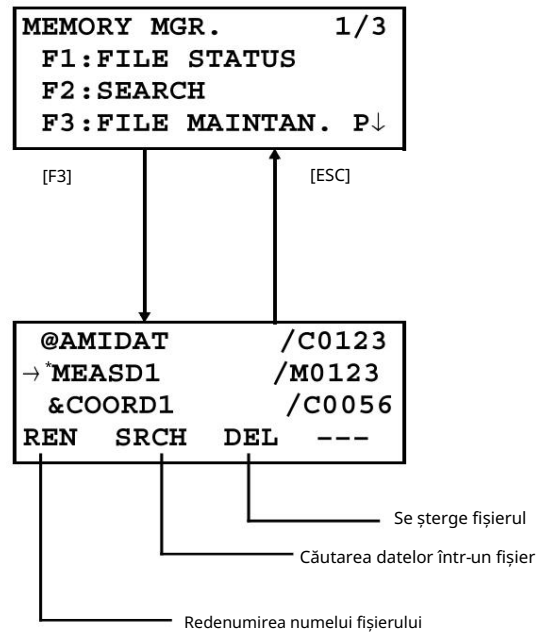 MEMORY MGR. 1/3
F1:FILE STATUS
F2:SEARCH
F3:FILE MAINTAN. P↓
[F3] [ESC]
@AMIDAT /C0123
→*MEASD1 /M0123
&COORD1 /C0056
REN SRCH DEL ---
Se șterge fișierul
Căutarea datelor într-un fișier
Redenumirea numelui fișierului